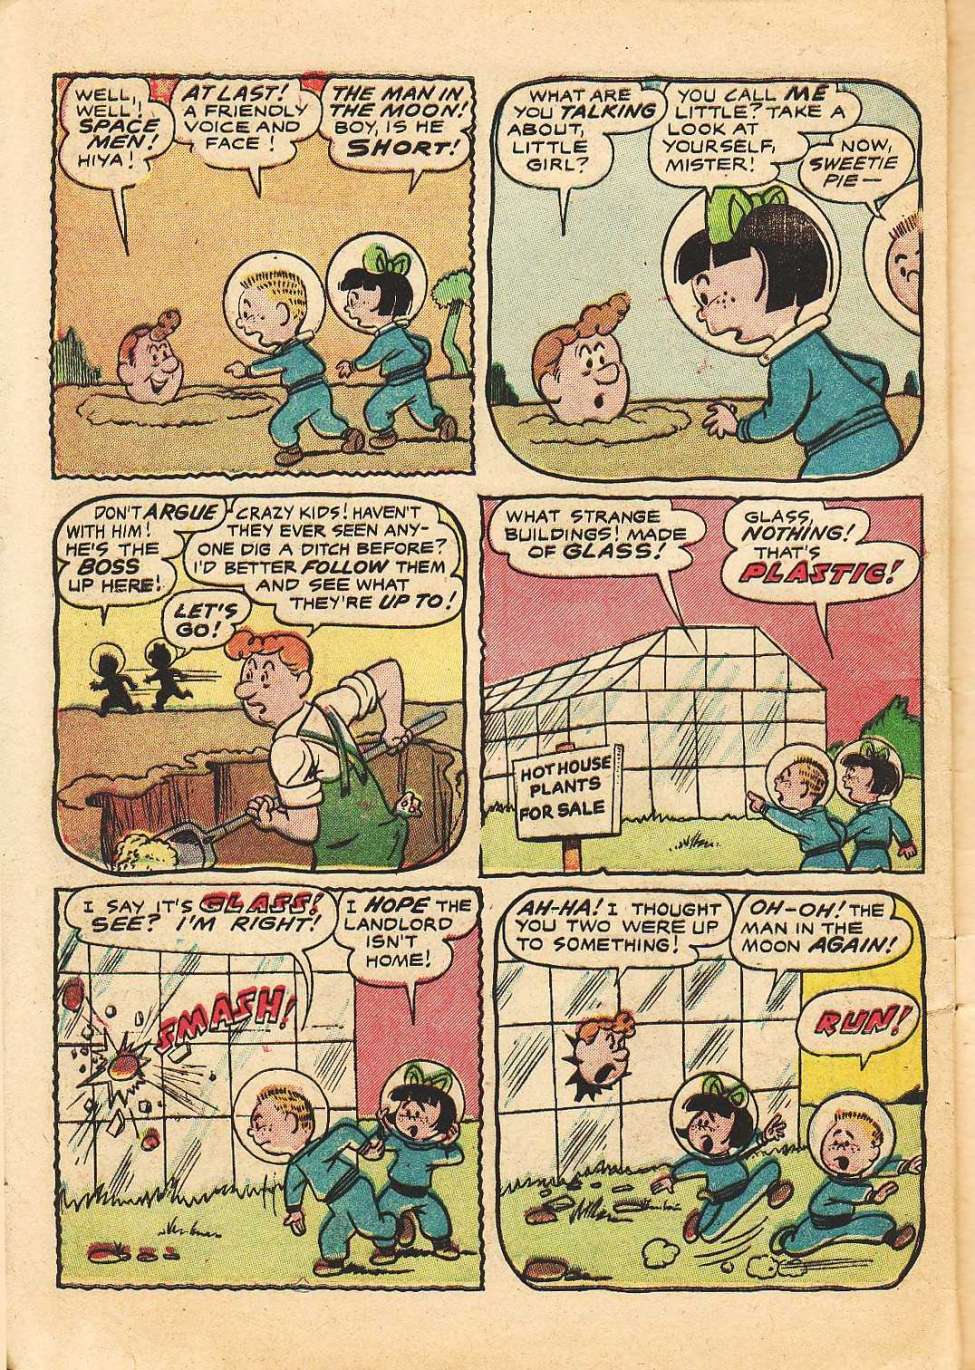 WELL,
WELL!
SPACE
MEN!
HIYA!
AT LAST!
A FRIENDLY
VOICE AND
FACE!
THE MAN IN
THE MOON!
BOY, IS HE
SHORT!
WHAT ARE
YOU TALKING
ABOUT,
LITTLE
GIRL?
YOU CALL ME
LITTLE? TAKE A
LOOK AT
YOURSELF,
MISTER!
NOW,
SWEETIE
PIE—
DON'T ARGUE
WITH HIM!
HE'S THE
BOSS
UP HERE!
LET'S
GO!
CRAZY KIDS! HAVEN'T
THEY EVER SEEN ANY-
ONE DIG A DITCH BEFORE?
I'D BETTER FOLLOW THEM
AND SEE WHAT
THEY'RE UP TO!
WHAT STRANGE
BUILDINGS! MADE
OF GLASS!
GLASS,
NOTHING!
THAT'S
PLASTIC!
HOT HOUSE
PLANTS
FOR SALE
I SAY IT'S GLASS!
SEE? I'M RIGHT!
SMASH!
I HOPE THE
LANDLORD
ISN'T
HOME!
AH-HA! I THOUGHT
YOU TWO WERE UP
TO SOMETHING!
OH-OH! THE
MAN IN THE
MOON AGAIN!
RUN!